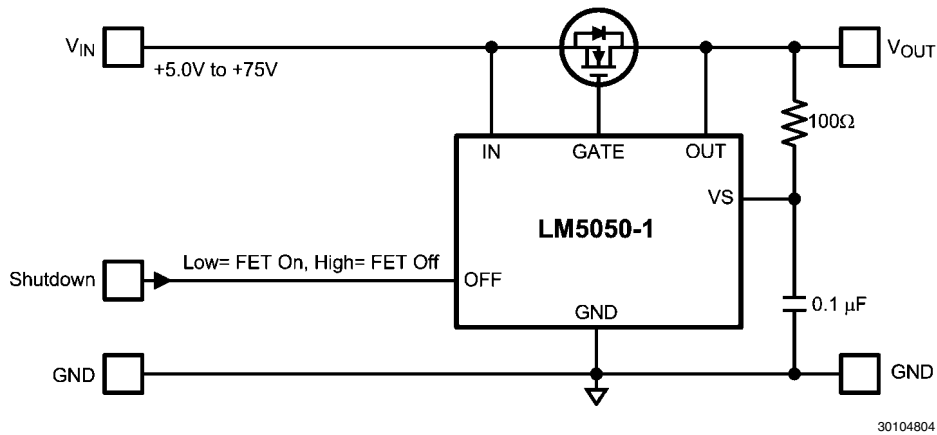 V_IN
+5.0V to +75V
V_OUT
100Ω
IN
GATE
OUT
VS
LM5050-1
Shutdown
Low= FET On, High= FET Off
OFF
GND
0.1 μF
GND
GND
30104804